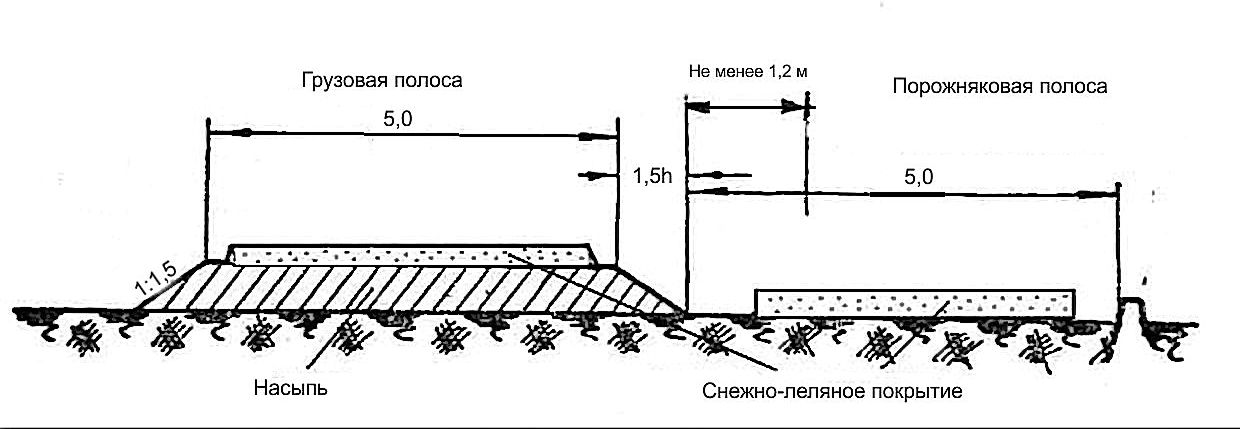 Грузовая полоса
Не менее 1,2 м
Порожняковая полоса
5,0
1,5h
5,0
1:1,5
Насыпь
Снежно-леляное покрытие